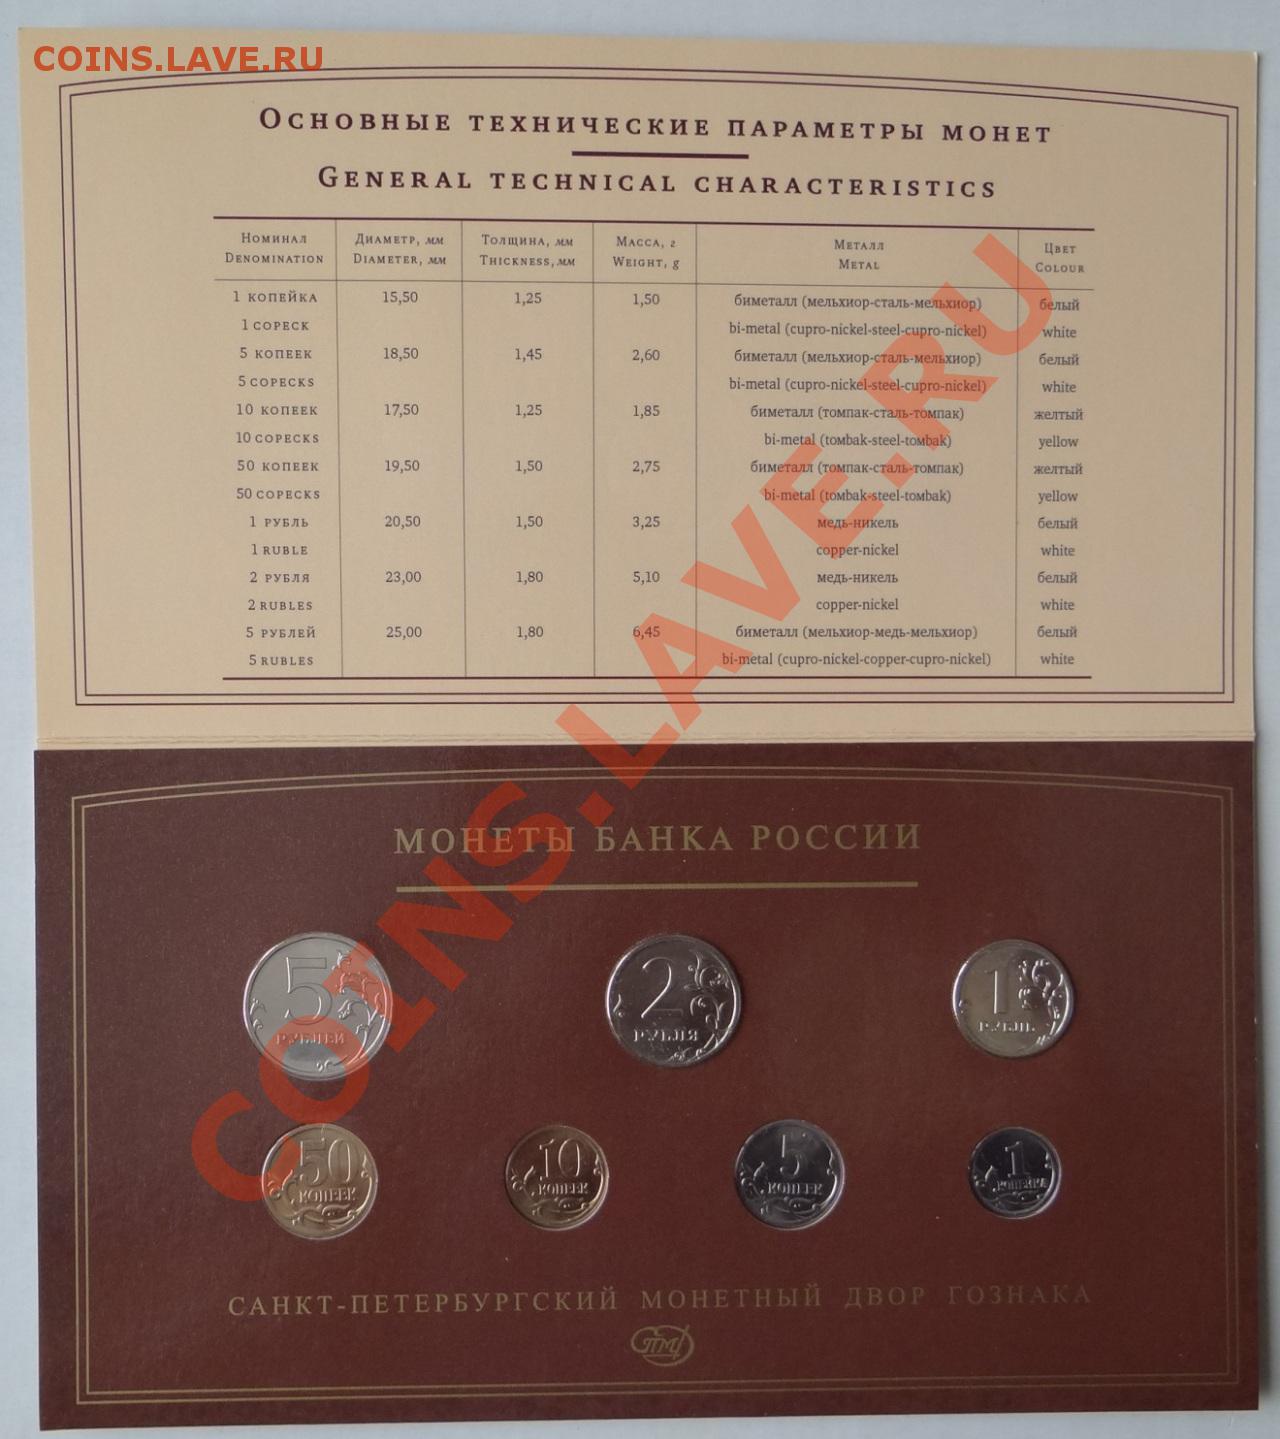 COINS.LAVE.RU
ОСНОВНЫЕ ТЕХНИЧЕСКИЕ ПАРАМЕТРЫ МОНЕТ
GENERAL TECHNICAL CHARACTERISTICS
НОМИНАЛ ДИАМЕТР, мм ТОЛЩИНА, мм МАССА, г МЕТАЛЛ ЦВЕТ
DENOMINATION DIAMETER, мм THICKNESS, мм WEIGHT, g METAL COLOUR
1 КОПЕЙКА 15,50 1,25 1,50 биметалл (мельхиор-сталь-мельхиор) белый
1 COPECK bi-metal (cupro-nickel-steel-cupro-nickel) white
5 КОПЕЕК 18,50 1,45 2,60 биметалл (мельхиор-сталь-мельхиор) белый
5 COPECKS bi-metal (cupro-nickel-steel-cupro-nickel) white
10 КОПЕЕК 17,50 1,25 1,85 биметалл (томпак-сталь-томпак) желтый
10 COPECKS bi-metal (tombak-steel-tombak) yellow
50 КОПЕЕК 19,50 1,50 2,75 биметалл (томпак-сталь-томпак) желтый
50 COPECKS bi-metal (tombak-steel-tombak) yellow
1 РУБЛЬ 20,50 1,50 3,25 медь-никель белый
1 RUBLE copper-nickel white
2 РУБЛЯ 23,00 1,80 5,10 медь-никель белый
2 RUBLES copper-nickel white
5 РУБЛЕЙ 25,00 1,80 6,45 биметалл (мельхиор-медь-мельхиор) белый
5 RUBLES bi-metal (cupro-nickel-copper-cupro-nickel) white
COINS.LAVE.RU
МОНЕТЫ БАНКА РОССИИ
5 РУБЛЕЙ
2 РУБЛЯ
1 РУБЛЬ
50 КОПЕЕК
10 КОПЕЕК
5 КОПЕЕК
1 КОПЕЙКА
САНКТ-ПЕТЕРБУРГСКИЙ МОНЕТНЫЙ ДВОР ГОЗНАКА
СПМД